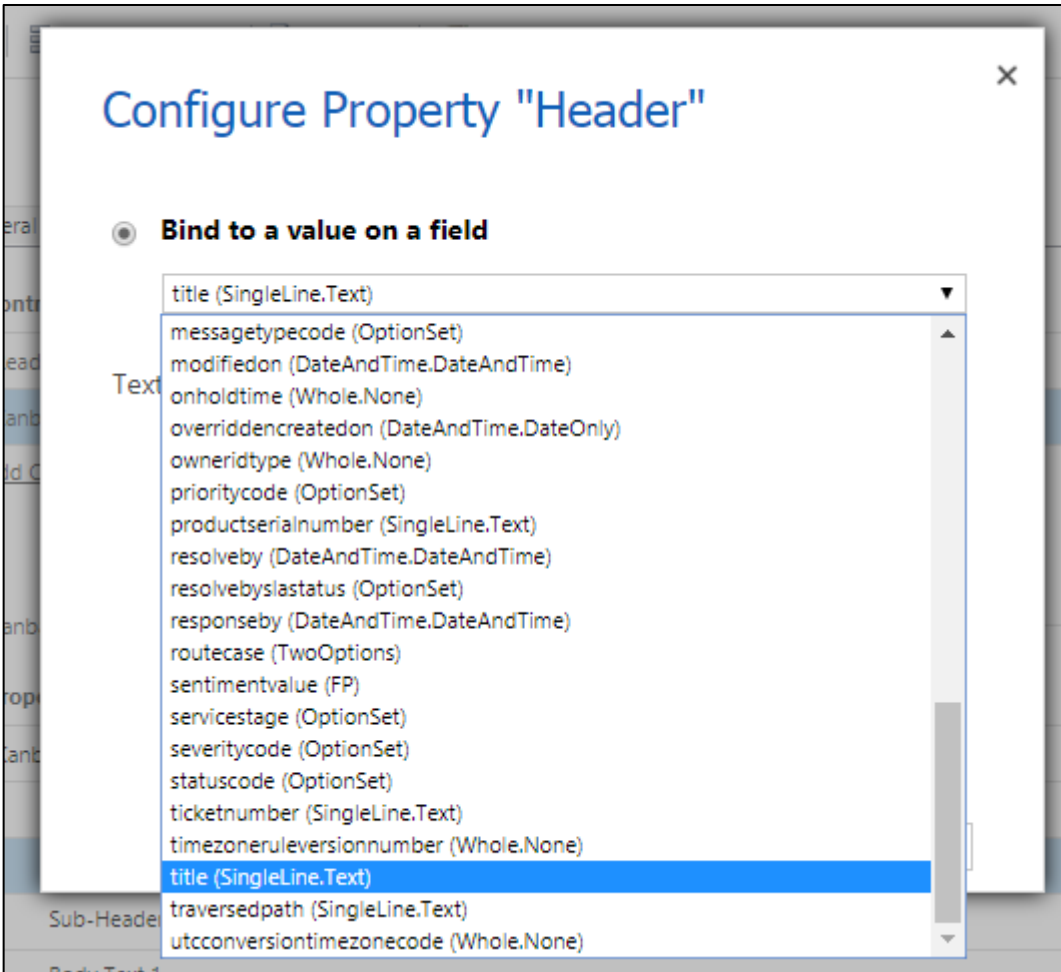 Configure Property "Header"
Bind to a value on a field
title (SingleLine.Text)
messagetypecode (OptionSet)
modifiedon (DateAndTime.DateAndTime)
Text
onholdtime (Whole.None)
overriddencreatedon (DateAndTime.DateOnly)
owneridtype (Whole.None)
prioritycode (OptionSet)
productserialnumber (SingleLine.Text)
resolveby (DateAndTime.DateAndTime)
resolvebyslastatus (OptionSet)
responseby (DateAndTime.DateAndTime)
routecase (TwoOptions)
sentimentvalue (FP)
servicestage (OptionSet)
severitycode (OptionSet)
statuscode (OptionSet)
ticketnumber (SingleLine.Text)
timezoneruleversionnumber (Whole.None)
title (SingleLine.Text)
traversedpath (SingleLine.Text)
Sub-Header
utcconversiontimezonecode (Whole.None)
Body Text 1